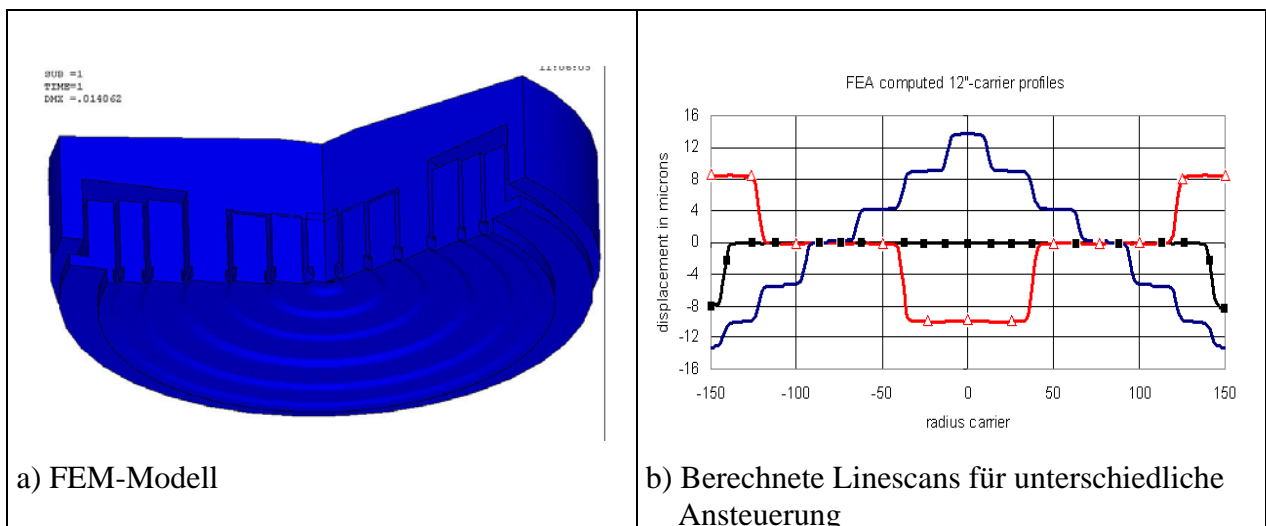 SUB =1
TIME=1
DMX =.014062
a) FEM-Modell
FEA computed 12"-carrier profiles
displacement in microns
16
12
8
4
0
-4
-8
-12
-16
-150 -100 -50 0 50 100 150
radius carrier
b) Berechnete Linescans für unterschiedliche
Ansteuerung